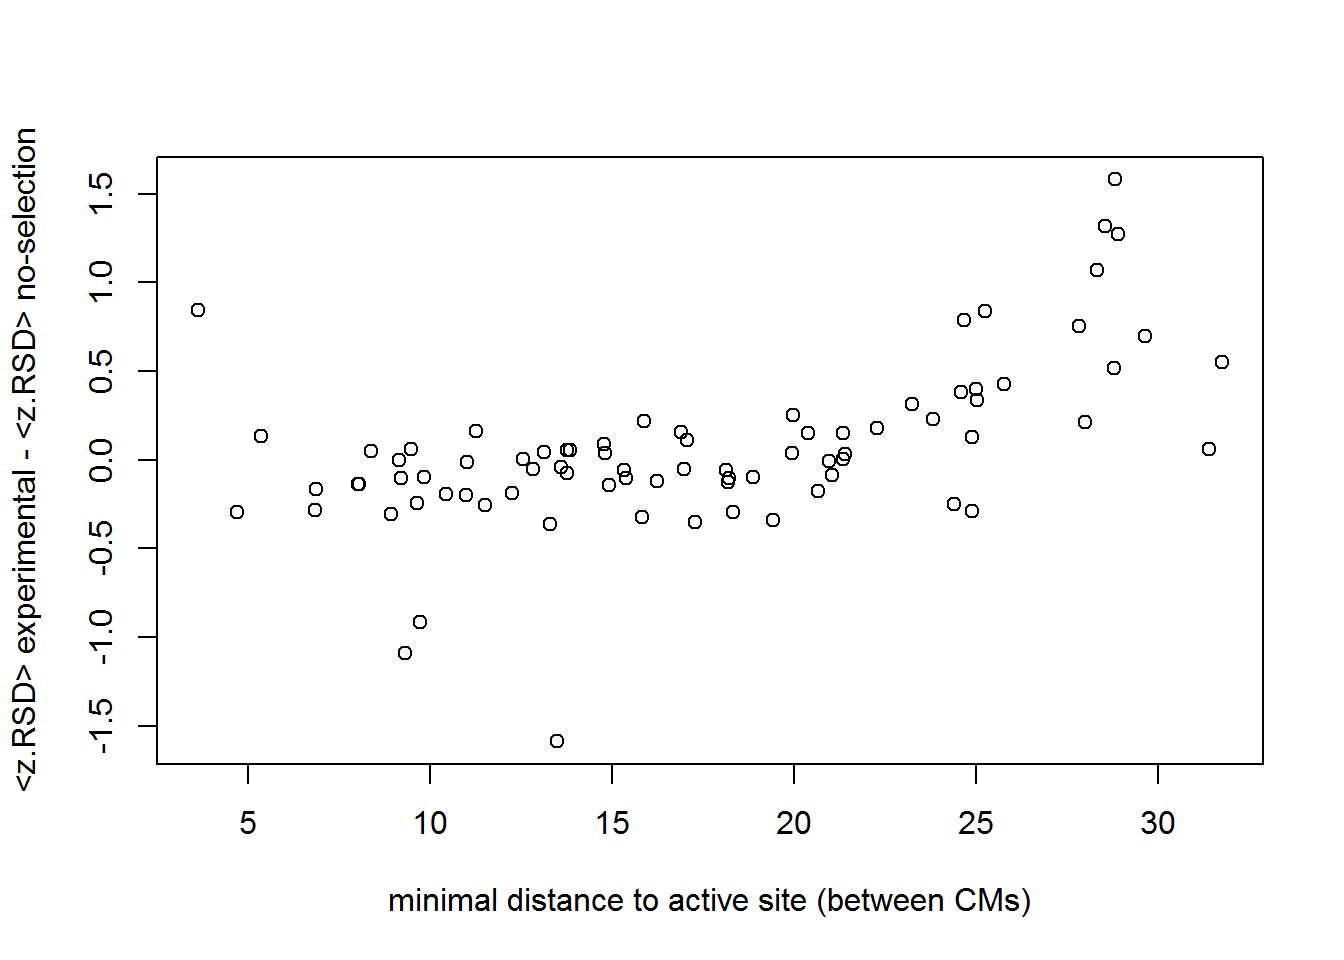 <z.RSD> experimental - <z.RSD> no-selection
1.5
1.0
0.5
0.0
-0.5
-1.0
-1.5
5 10 15 20 25 30
minimal distance to active site (between CMs)